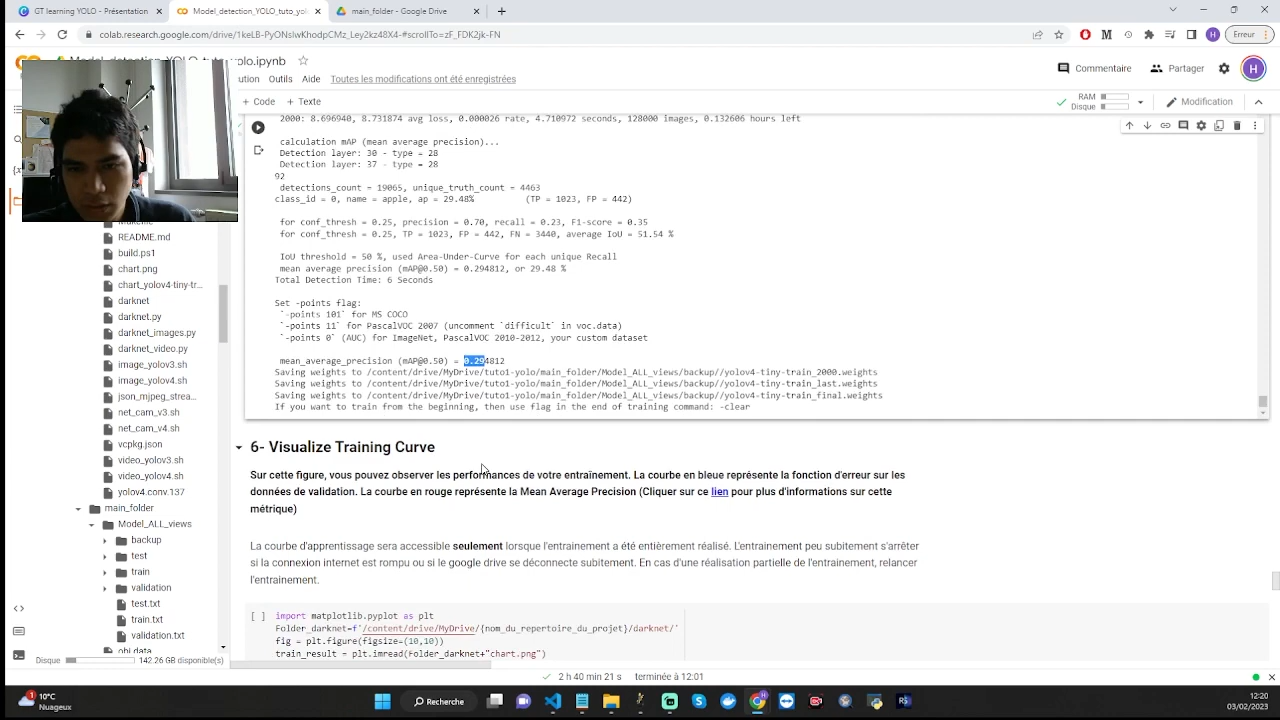 GT learning YOLO - Présentation
Model_detection_YOLO_tuto_yol
main_folder - Google Drive
colab.research.google.com/drive/1keLB-PyONsIwKhodpCMz_Ley2kz48X4-#scrollTo=zF_FDK2jk-FN
Erreur
olo.ipynb
ution Outils Aide Toutes les modifications ont été enregistrées
Commentaire
Partager
H
+ Code + Texte
RAM
Disque
Modification
2000: 8.696940, 8.731874 avg loss, 0.000026 rate, 4.710972 seconds, 128000 images, 0.132606 hours left
calculation mAP (mean average precision)...
Detection layer: 30 - type = 28
Detection layer: 37 - type = 28
92
detections_count = 19065, unique_truth_count = 4463
class_id = 0, name = apple, ap = 29.48% (TP = 1023, FP = 442)
for conf_thresh = 0.25, precision = 0.70, recall = 0.23, F1-score = 0.35
for conf_thresh = 0.25, TP = 1023, FP = 442, FN = 3440, average IoU = 51.54 %
IoU threshold = 50 %, used Area-Under-Curve for each unique Recall
mean average precision (mAP@0.50) = 0.294812, or 29.48 %
Total Detection Time: 6 Seconds
Set -points flag:
`-points 101` for MS COCO
`-points 11` for PascalVOC 2007 (uncomment `difficult` in voc.data)
`-points 0` (AUC) for ImageNet, PascalVOC 2010-2012, your custom dataset
mean_average_precision (mAP@0.50) = 0.294812
Saving weights to /content/drive/MyDrive/tuto1-yolo/main_folder/Model_ALL_views/backup//yolov4-tiny-train_2000.weights
Saving weights to /content/drive/MyDrive/tuto1-yolo/main_folder/Model_ALL_views/backup//yolov4-tiny-train_last.weights
Saving weights to /content/drive/MyDrive/tuto1-yolo/main_folder/Model_ALL_views/backup//yolov4-tiny-train_final.weights
If you want to train from the beginning, then use flag in the end of training command: -clear
README.md
build.ps1
chart.png
chart_yolov4-tiny-tr...
darknet
darknet.py
darknet_images.py
darknet_video.py
image_yolov3.sh
image_yolov4.sh
json_mjpeg_strea...
net_cam_v3.sh
net_cam_v4.sh
vcpkg.json
video_yolov3.sh
video_yolov4.sh
yolov4.conv.137
main_folder
Model_ALL_views
backup
test
train
validation
test.txt
train.txt
validation.txt
obj.data
Disque 142.26 GB disponible(s)
6- Visualize Training Curve
Sur cette figure, vous pouvez observer les performances de votre entraînement. La courbe en bleue représente la fonction d'erreur sur les
données de validation. La courbe en rouge représente la Mean Average Precision (Cliquer sur ce lien pour plus d'informations sur cette
métrique)
La courbe d'apprentissage sera accessible seulement lorsque l'entrainement a été entièrement réalisé. L'entrainement peu subitement s'arrêter
si la connexion internet est rompu ou si le google drive se déconnecte subitement. En cas d'une réalisation partielle de l'entrainement, relancer
l'entrainement.
[ ] import matplotlib.pyplot as plt
Folder_darknet=f'/content/drive/MyDrive/{nom_du_repertoire_du_projet}/darknet/'
fig = plt.figure(figsize=(10,10))
train_result = plt.imread(Folder_darknet+"chart.png")
2 h 40 min 21 s terminée à 12:01
10°C
Nuageux
Recherche
12:20
03/02/2023